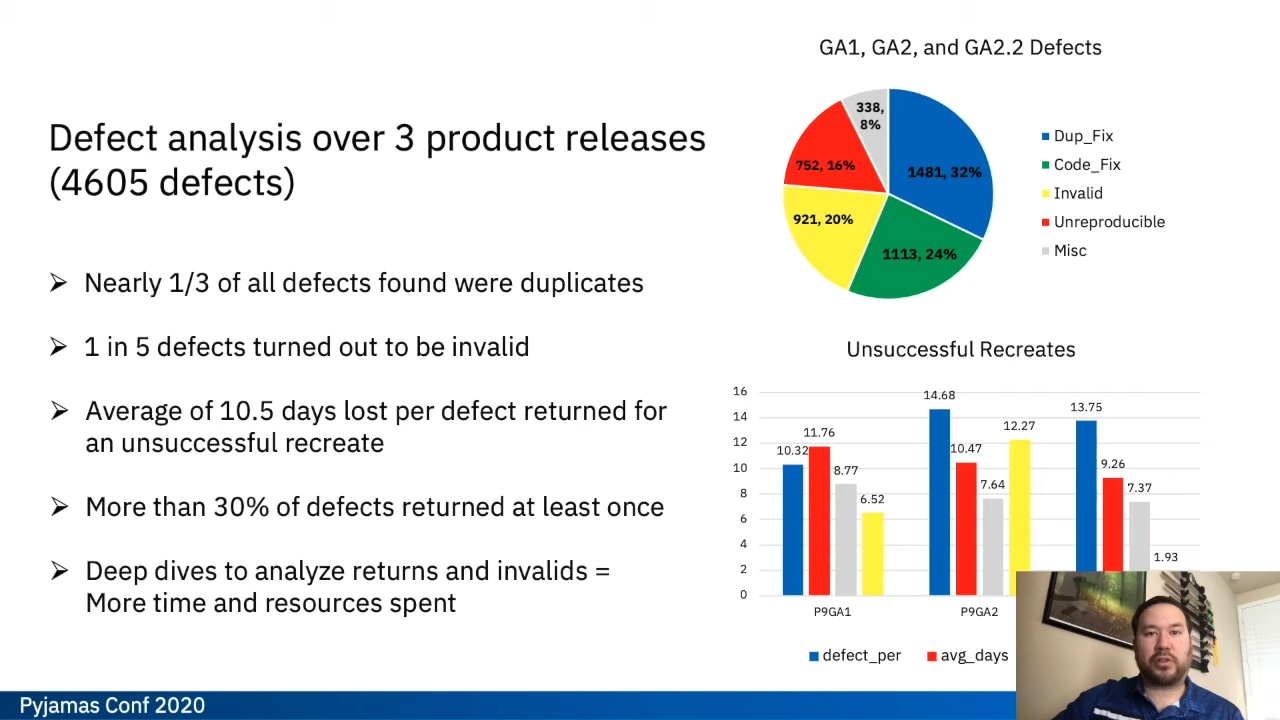 Defect analysis over 3 product releases
(4605 defects)
Nearly 1/3 of all defects found were duplicates
1 in 5 defects turned out to be invalid
Average of 10.5 days lost per defect returned for
an unsuccessful recreate
More than 30% of defects returned at least once
Deep dives to analyze returns and invalids =
More time and resources spent
GA1, GA2, and GA2.2 Defects
338,
8%
752, 16%
1481, 32%
921, 20%
1113, 24%
Dup_Fix
Code_Fix
Invalid
Unreproducible
Misc
Unsuccessful Recreates
16
14
12
10
8
6
4
2
0
10.32
11.76
8.77
6.52
14.68
10.47
7.64
12.27
13.75
9.26
7.37
1.93
P9GA1
P9GA2
defect_per
avg_days
Pyjamas Conf 2020